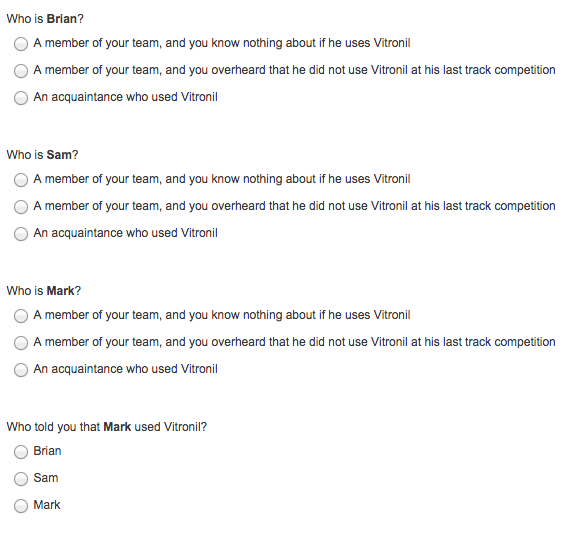 Who is Brian?
A member of your team, and you know nothing about if he uses Vitronil
A member of your team, and you overheard that he did not use Vitronil at his last track competition
An acquaintance who used Vitronil
Who is Sam?
A member of your team, and you know nothing about if he uses Vitronil
A member of your team, and you overheard that he did not use Vitronil at his last track competition
An acquaintance who used Vitronil
Who is Mark?
A member of your team, and you know nothing about if he uses Vitronil
A member of your team, and you overheard that he did not use Vitronil at his last track competition
An acquaintance who used Vitronil
Who told you that Mark used Vitronil?
Brian
Sam
Mark